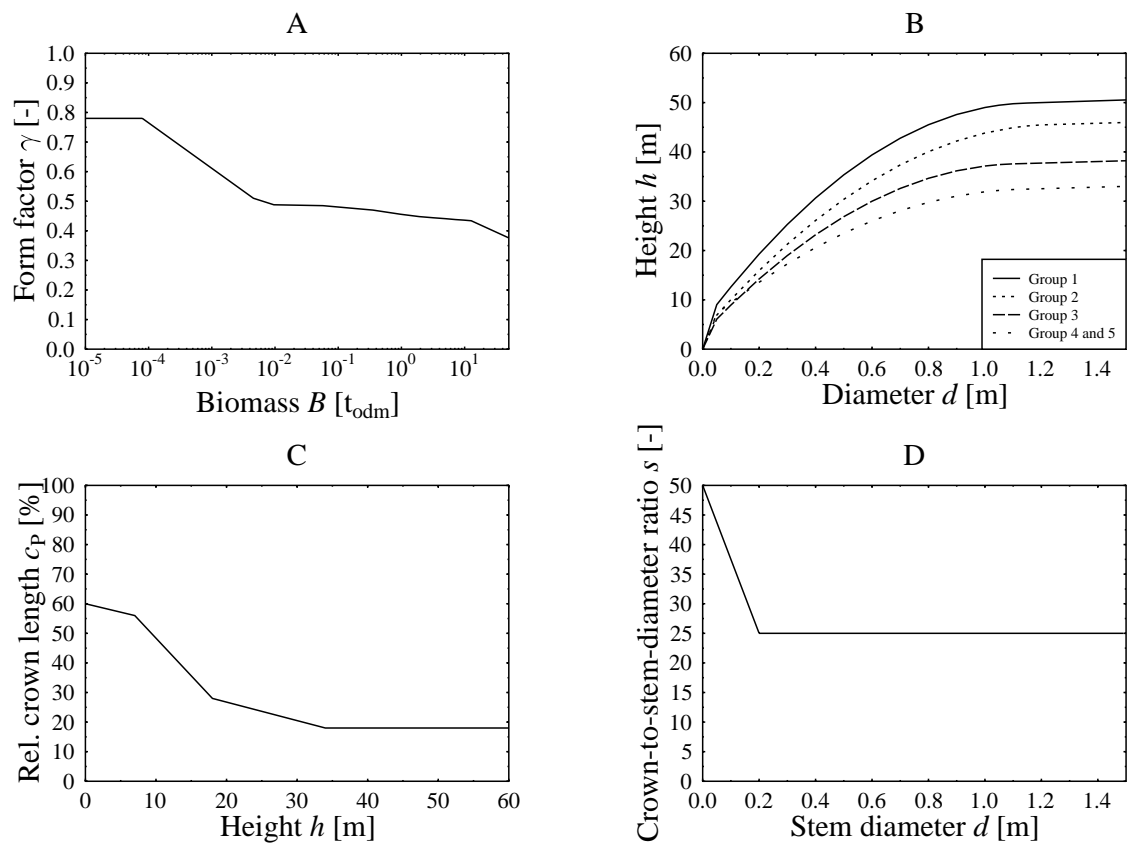 A
1.0
0.9
0.8
0.7
0.6
0.5
0.4
0.3
0.2
0.1
0.0
Form factor γ [-]
10-5 10-4 10-3 10-2 10-1 100 101
Biomass B [todm]
B
60
50
40
30
20
10
0
Height h [m]
Group 1
Group 2
Group 3
Group 4 and 5
0.0 0.2 0.4 0.6 0.8 1.0 1.2 1.4
Diameter d [m]
C
100
90
80
70
60
50
40
30
20
10
0
Rel. crown length cP [%]
0 10 20 30 40 50 60
Height h [m]
D
50
45
40
35
30
25
20
15
10
5
0
Crown-to-stem-diameter ratio s [-]
0.0 0.2 0.4 0.6 0.8 1.0 1.2 1.4
Stem diameter d [m]